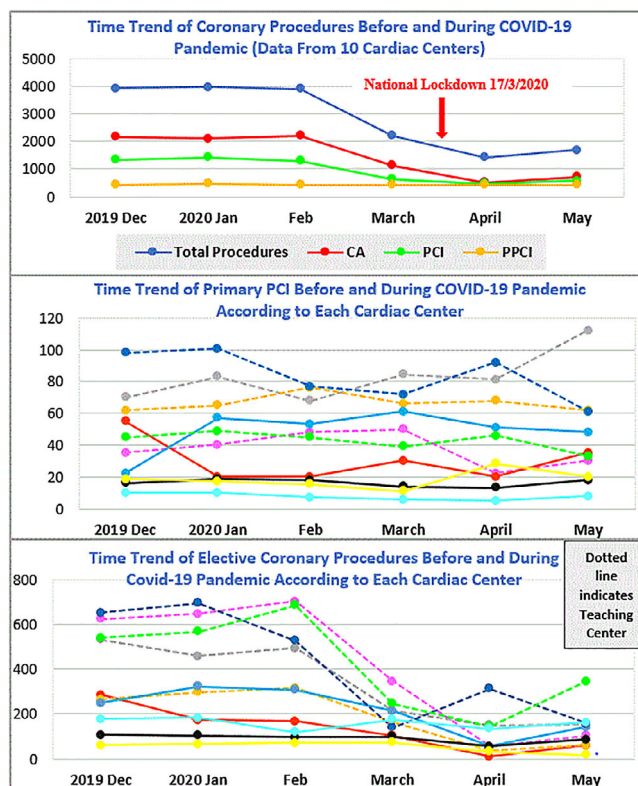 Time Trend of Coronary Procedures Before and During COVID-19
Pandemic (Data From 10 Cardiac Centers)
5000
4000
3000
2000
1000
0
National Lockdown 17/3/2020
2019 Dec 2020 Jan Feb March April May
Total Procedures CA PCI PPCI
Time Trend of Primary PCI Before and During COVID-19 Pandemic
According to Each Cardiac Center
120
100
80
60
40
20
0
2019 Dec 2020 Jan Feb March April May
Time Trend of Elective Coronary Procedures Before and During
Covid-19 Pandemic According to Each Cardiac Center
Dotted
line
indicates
Teaching
Center
800
600
400
200
0
2019 Dec 2020 Jan Feb March April May